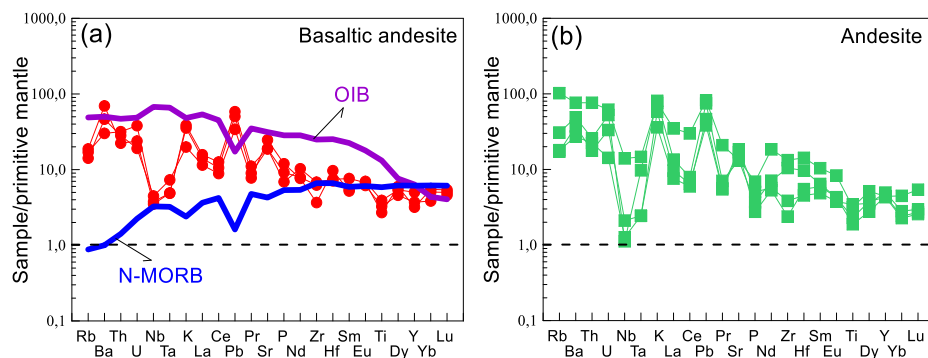 (a)
Basaltic andesite
OIB
N-MORB
Sample/primitive mantle
1000,0
100,0
10,0
1,0
0,1
Rb Th Nb K Ce Pr P Zr Sm Ti Y Lu
Ba U Ta La Pb Sr Nd Hf Eu Dy Yb
(b)
Andesite
Sample/primitive mantle
1000,0
100,0
10,0
1,0
0,1
Rb Th Nb K Ce Pr P Zr Sm Ti Y Lu
Ba U Ta La Pb Sr Nd Hf Eu Dy Yb